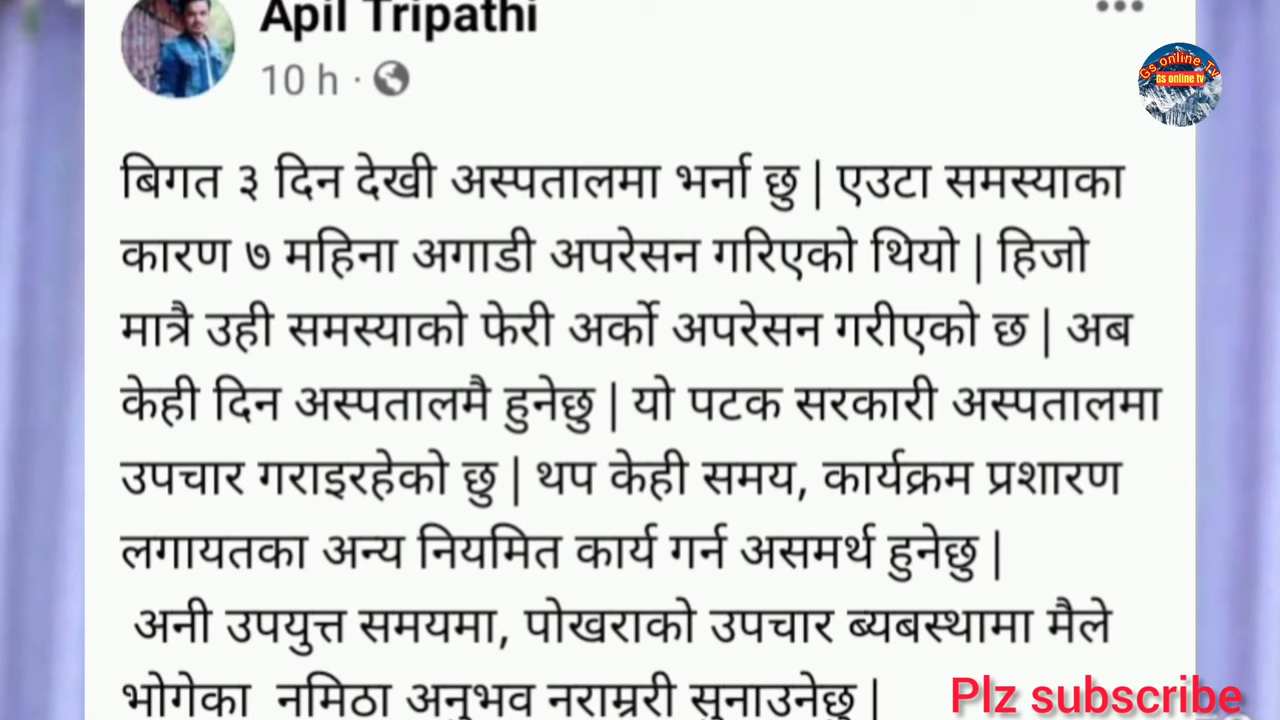 Apil Tripathi
10 h ·
Gs online Tv
Gs online tv
बिगत ३ दिन देखी अस्पतालमा भर्ना छु | एउटा समस्याका
कारण ७ महिना अगाडी अपरेसन गरिएको थियो | हिजो
मात्रै उही समस्याको फेरी अर्को अपरेसन गरीएको छ | अब
केही दिन अस्पतालमै हुनेछु | यो पटक सरकारी अस्पतालमा
उपचार गराइरहेको छु | थप केही समय, कार्यक्रम प्रशारण
लगायतका अन्य नियमित कार्य गर्न असमर्थ हुनेछु |
अनी उपयुत्त समयमा, पोखराको उपचार ब्यबस्थामा मैले
भोगेका नमिठा अनुभव नराम्ररी सुनाउनेछु |
Plz subscribe